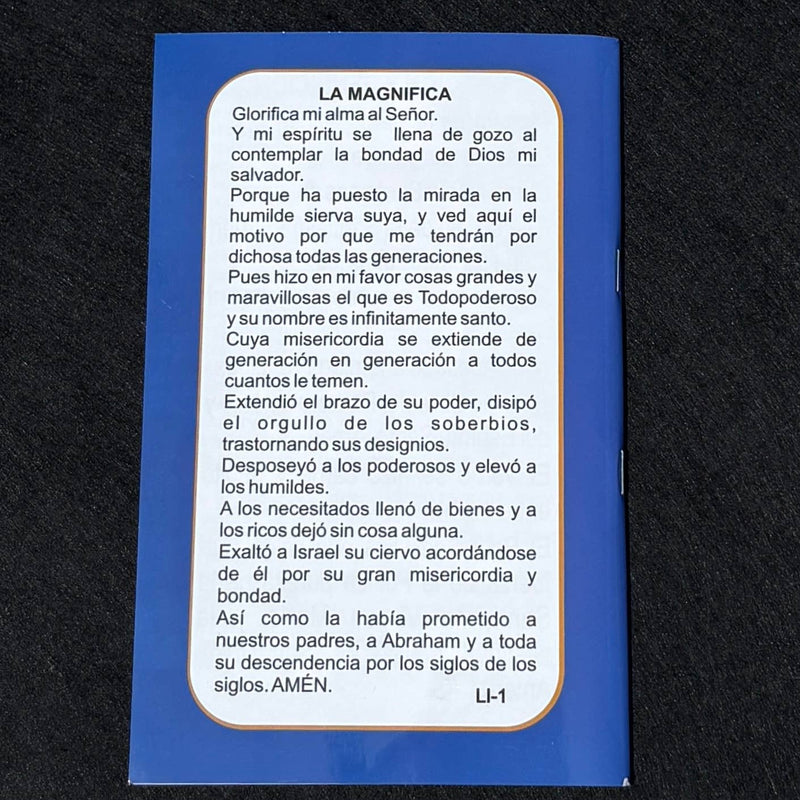 LA MAGNIFICA
Glorifica mi alma al Señor.
Y mi espíritu se llena de gozo al
contemplar la bondad de Dios mi
salvador.
Porque ha puesto la mirada en la
humilde sierva suya, y ved aquí el
motivo por que me tendrán por
dichosa todas las generaciones.
Pues hizo en mi favor cosas grandes y
maravillosas el que es Todopoderoso
y su nombre es infinitamente santo.
Cuya misericordia se extiende de
generación en generación a todos
cuantos le temen.
Extendió el brazo de su poder, disipó
el orgullo de los soberbios,
trastornando sus designios.
Desposeyó a los poderosos y elevó a
los humildes.
A los necesitados llenó de bienes y a
los ricos dejó sin cosa alguna.
Exaltó a Israel su ciervo acordándose
de él por su gran misericordia y
bondad.
Así como la había prometido a
nuestros padres, a Abraham y a toda
su descendencia por los siglos de los
siglos. AMÉN.
LI-1